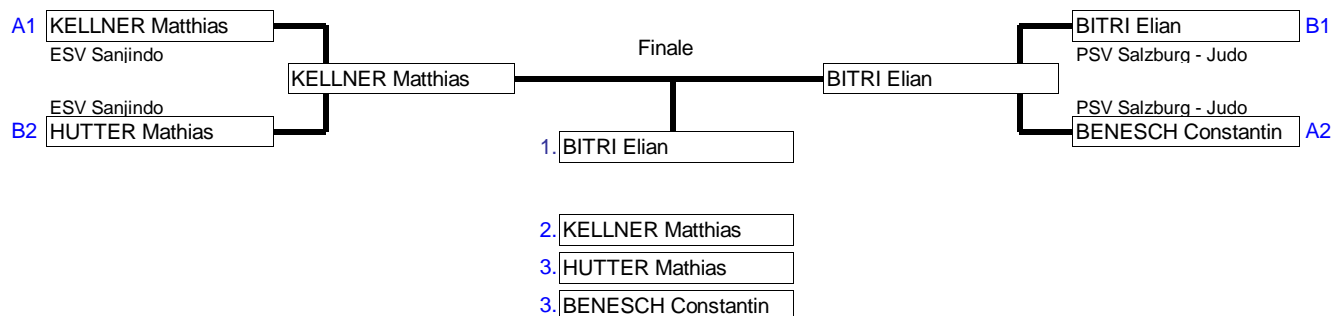 A1 KELLNER Matthias
ESV Sanjindo
BITRI Elian B1
PSV Salzburg - Judo
Finale
KELLNER Matthias
BITRI Elian
ESV Sanjindo
B2 HUTTER Mathias
PSV Salzburg - Judo
BENESCH Constantin A2
1. BITRI Elian
2. KELLNER Matthias
3. HUTTER Mathias
3. BENESCH Constantin